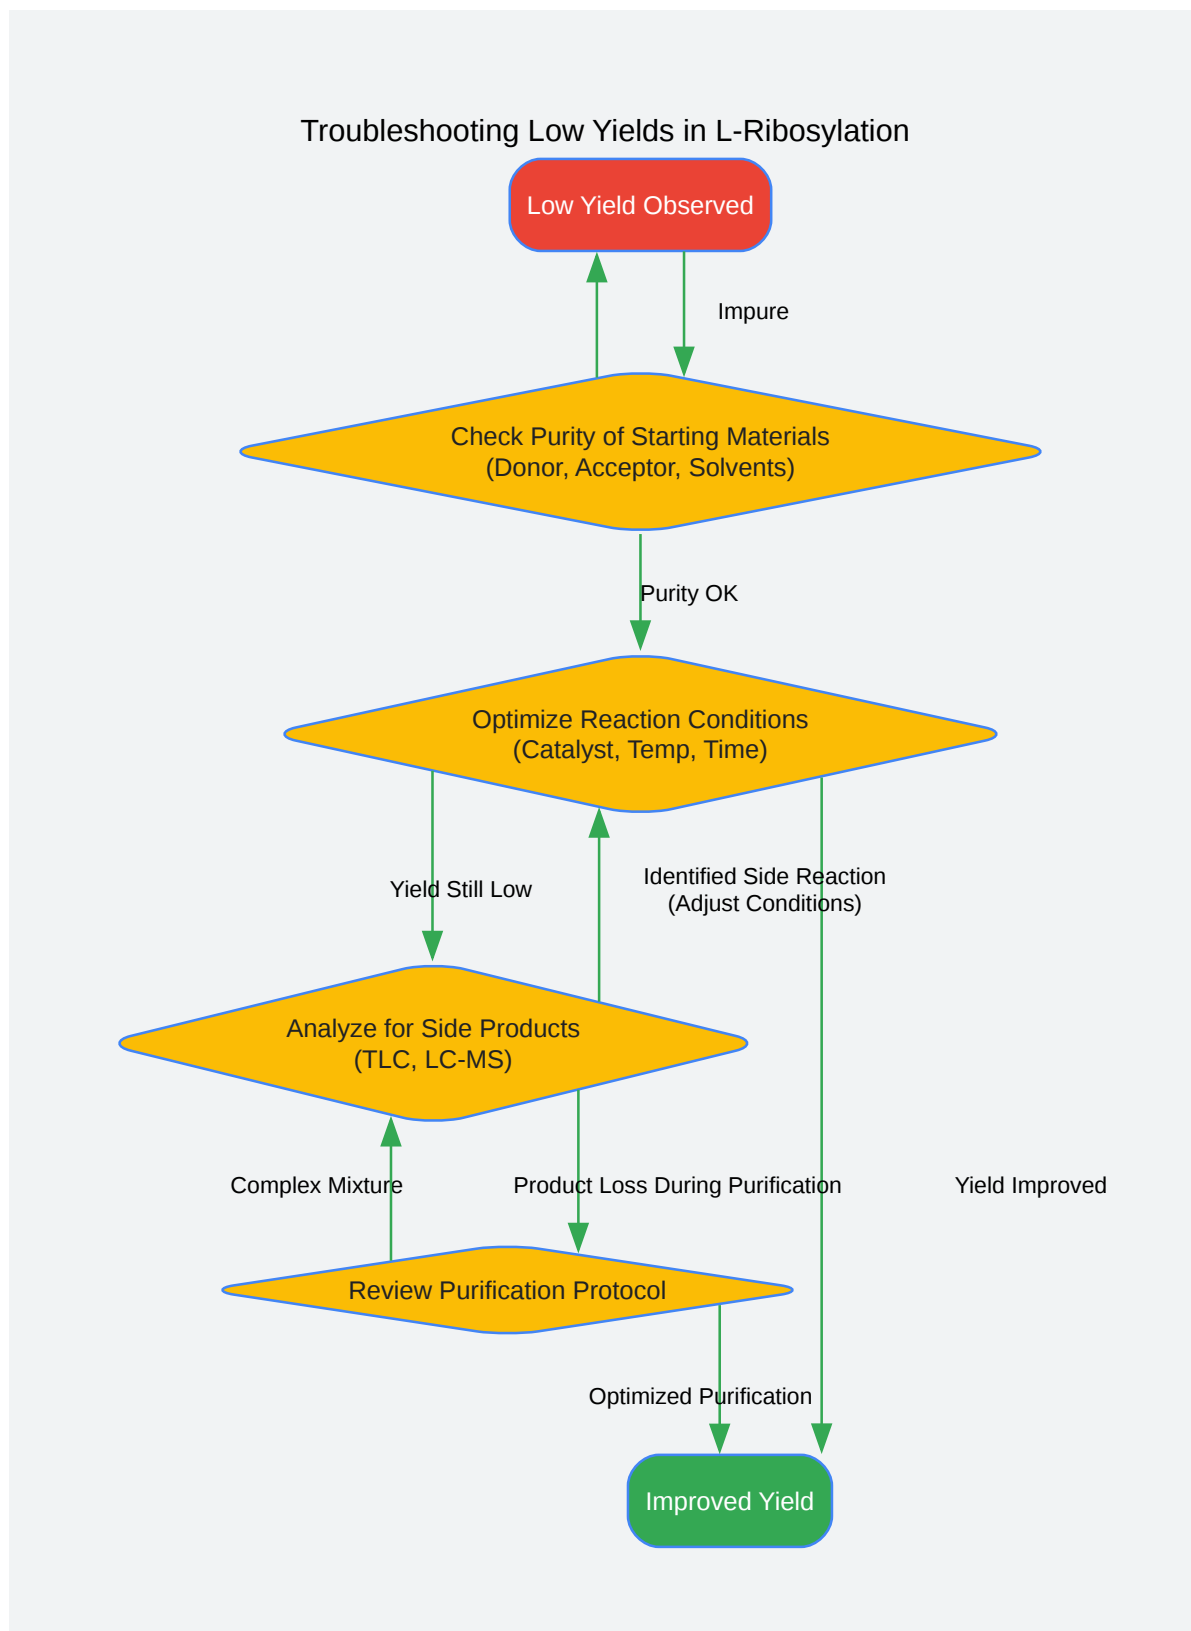 Troubleshooting Low Yields in L-Ribosylation
Low Yield Observed
Impure
Check Purity of Starting Materials
(Donor, Acceptor, Solvents)
Purity OK
Optimize Reaction Conditions
(Catalyst, Temp, Time)
Yield Still Low
Identified Side Reaction
(Adjust Conditions)
Analyze for Side Products
(TLC, LC-MS)
Complex Mixture
Product Loss During Purification
Yield Improved
Review Purification Protocol
Optimized Purification
Improved Yield